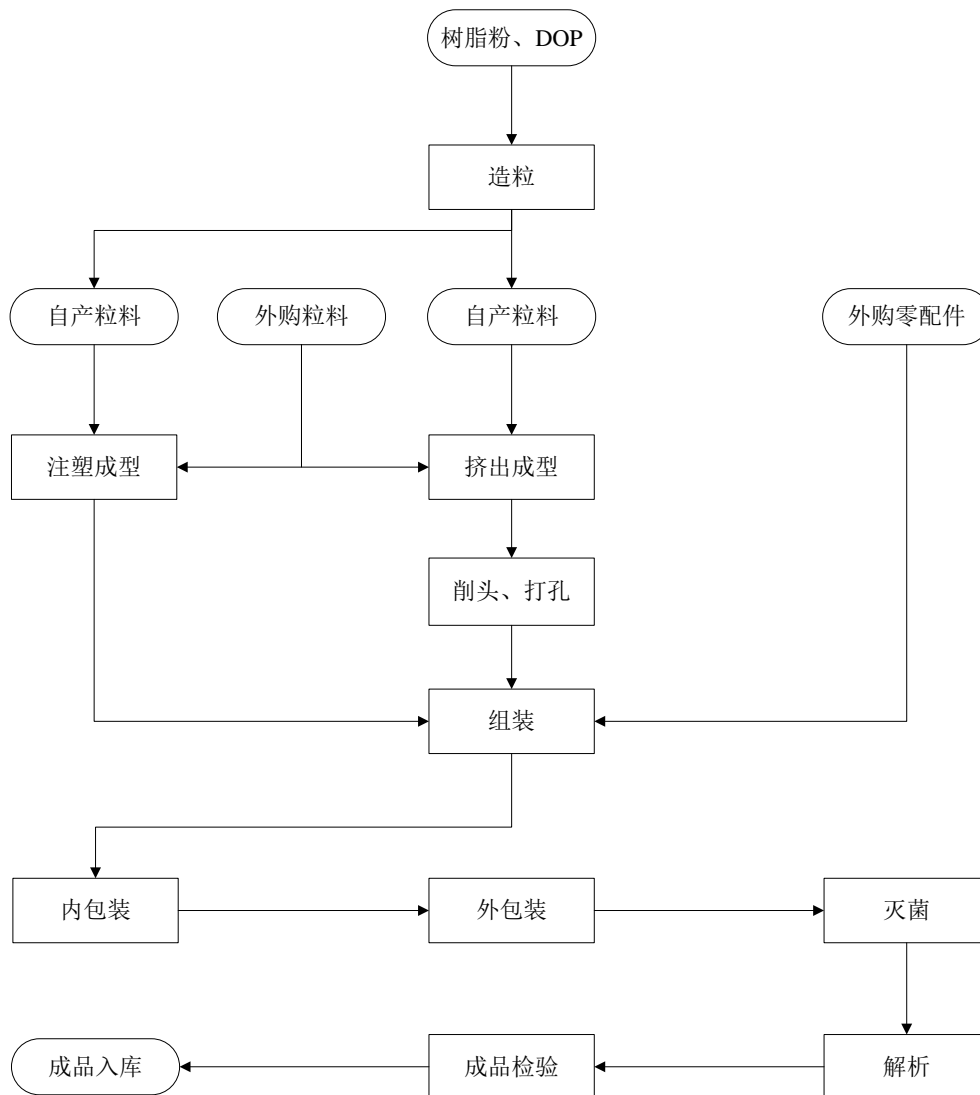 树脂粉、DOP
造粒
自产粒料
外购粒料
自产粒料
外购零配件
注塑成型
挤出成型
削头、打孔
组装
内包装
外包装
灭菌
成品入库
成品检验
解析